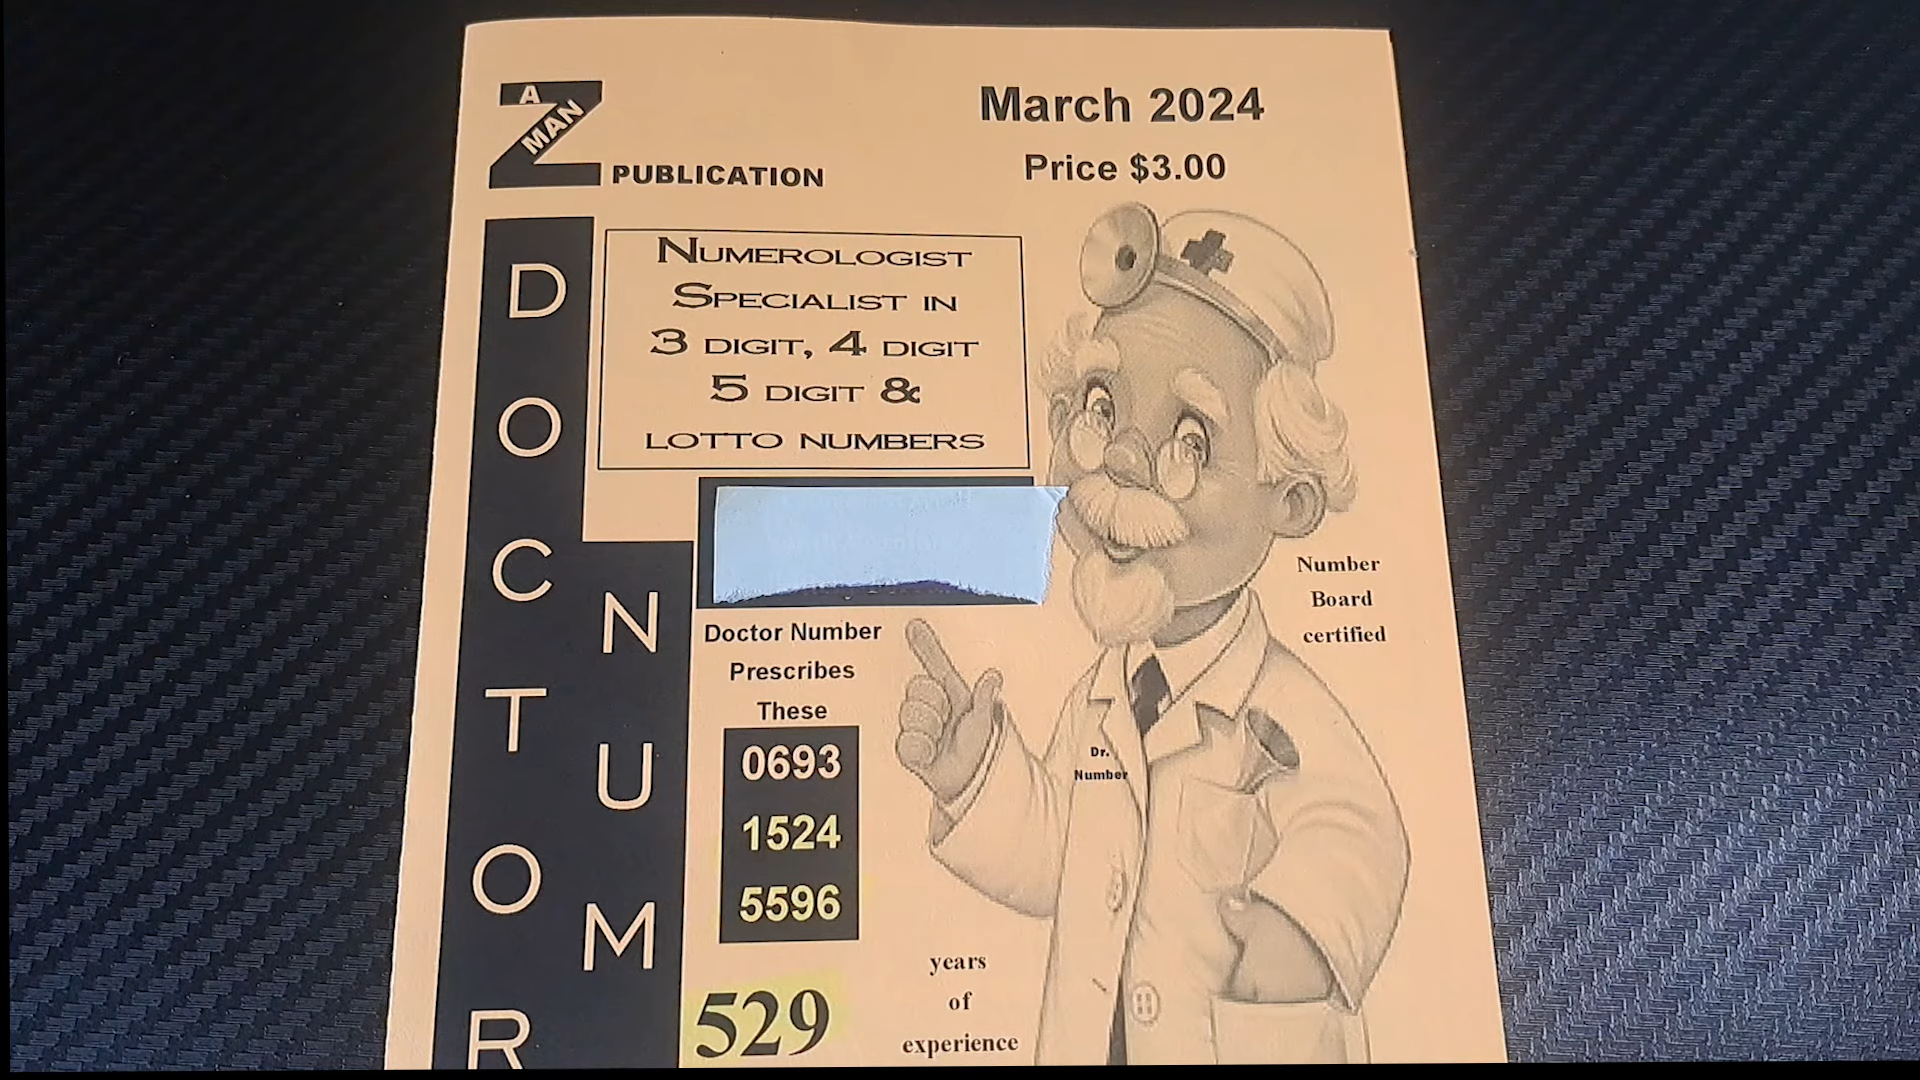 A
MAN
Z
PUBLICATION
March 2024
Price $3.00
DOCTOR
NUM
NUMEROLOGIST
SPECIALIST IN
3 DIGIT, 4 DIGIT
5 DIGIT &
LOTTO NUMBERS
Number
Board
certified
Doctor Number
Prescribes
These
0693
1524
5596
529
Dr.
Number
years
of
experience